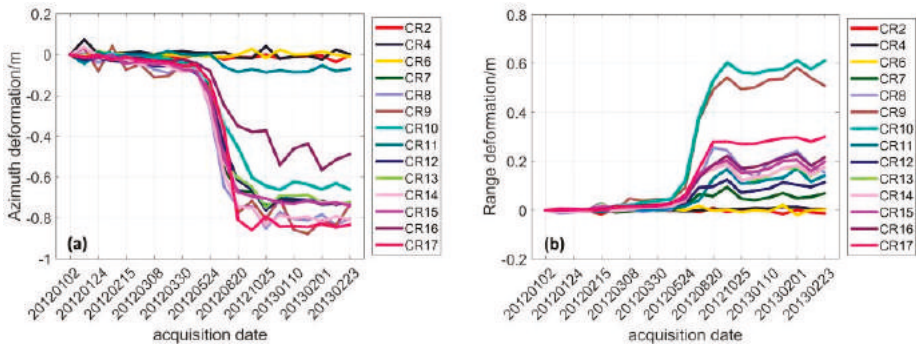 0.2
0
-0.2
-0.4
-0.6
-0.8
-1
Azimuth deformation/m
(a)
20120102
20120124
20120215
20120308
20120330
20120524
20120820
20121025
20130110
20130201
20130223
acquisition date
CR2
CR4
CR6
CR7
CR8
CR9
CR10
CR11
CR12
CR13
CR14
CR15
CR16
CR17
0.8
0.6
0.4
0.2
0
-0.2
Range deformation/m
(b)
20120102
20120124
20120215
20120308
20120330
20120524
20120820
20121025
20130110
20130201
20130223
acquisition date
CR2
CR4
CR6
CR7
CR8
CR9
CR10
CR11
CR12
CR13
CR14
CR15
CR16
CR17